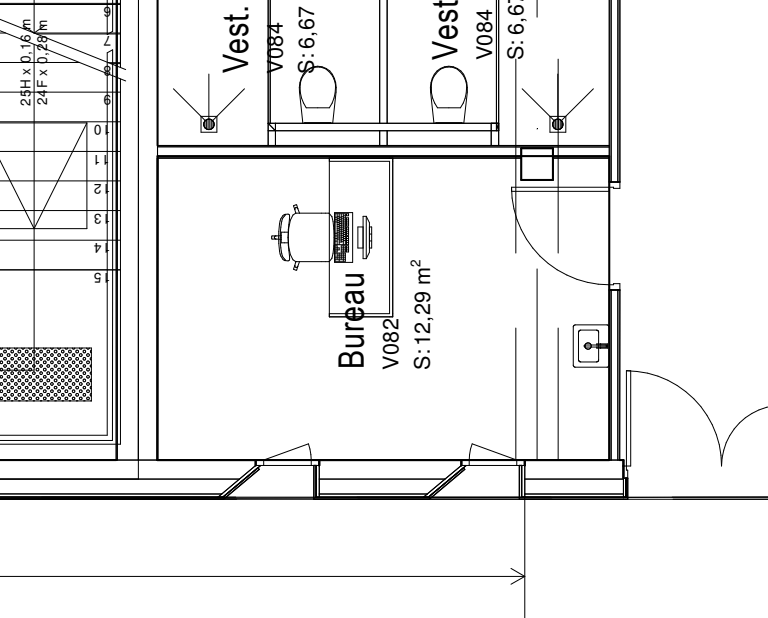 25H x 0,16 m
24F x 0,28 m
6
7
8
9
10
11
12
13
14
15
Vest.
V084
S: 6,67
Vest
V084
S: 6,67
Bureau
V082
S:12,29 m²